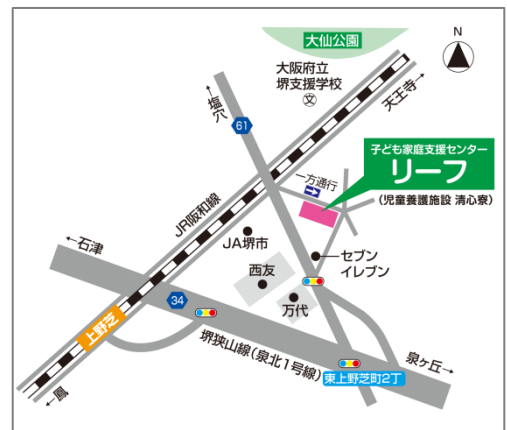 大仙公園
N
大阪府立
堺支援学校
文
天王寺→
←塩穴
61
子ども家庭支援センター
リーフ
(児童養護施設 清心寮)
一方通行
JR阪和線
JA堺市
←石津
セブン
イレブン
西友
万代
34
上野芝
堺狭山線(泉北1号線)
泉ヶ丘→
東上野芝町2丁
←鳳